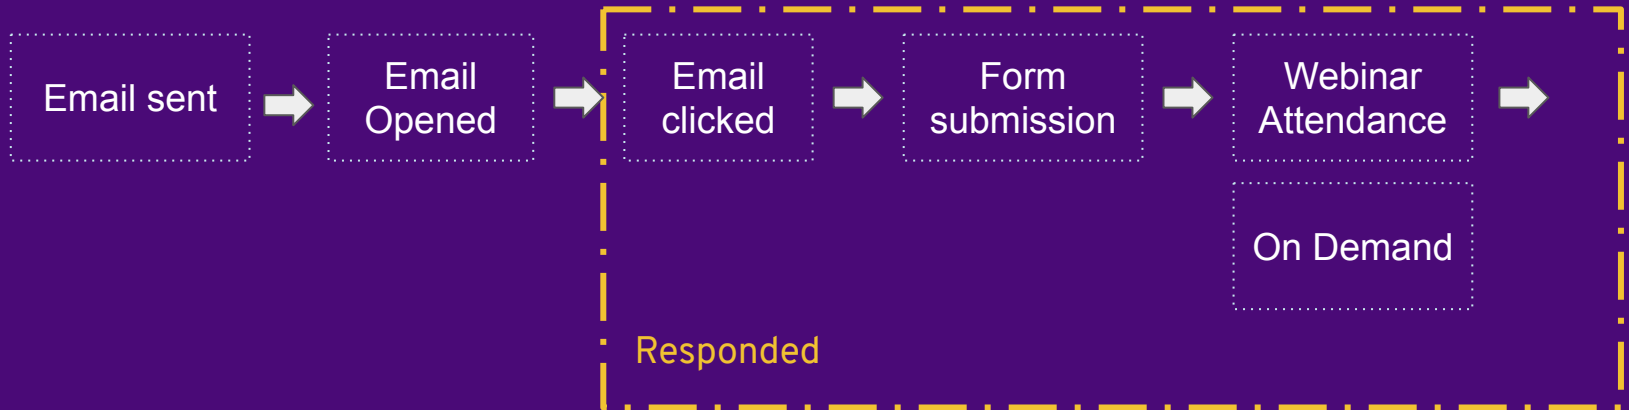 Email sent
Email
Opened
Email
clicked
Form
submission
Webinar
Attendance
On Demand
Responded